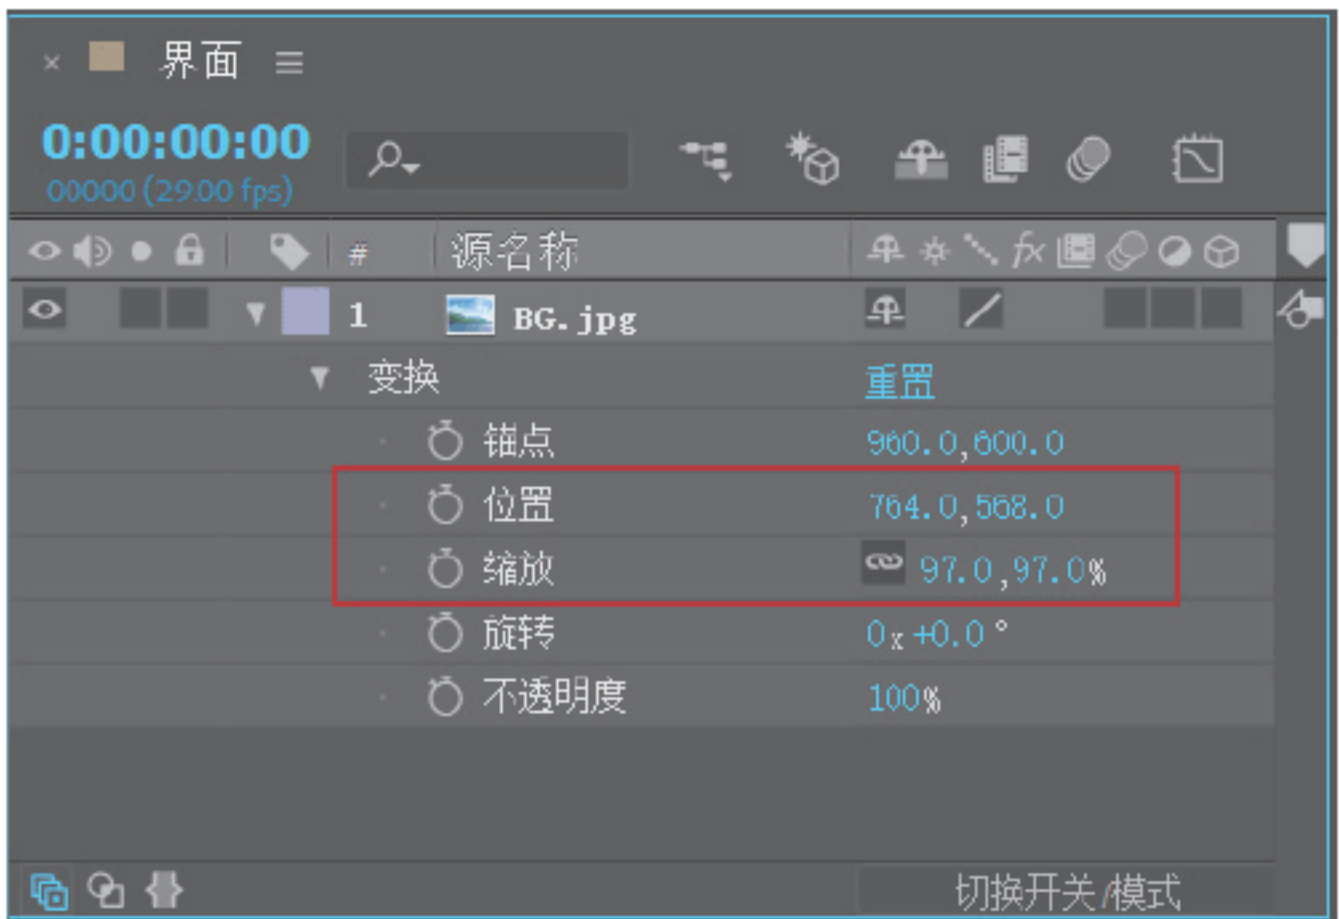 × 界面
0:00:00:00
00000 (29.00 fps)
# 源名称 fx
1 BG.jpg
变换 重置
锚点 960.0,600.0
位置 764.0,568.0
缩放 97.0,97.0%
旋转 0x+0.0°
不透明度 100%
切换开关/模式